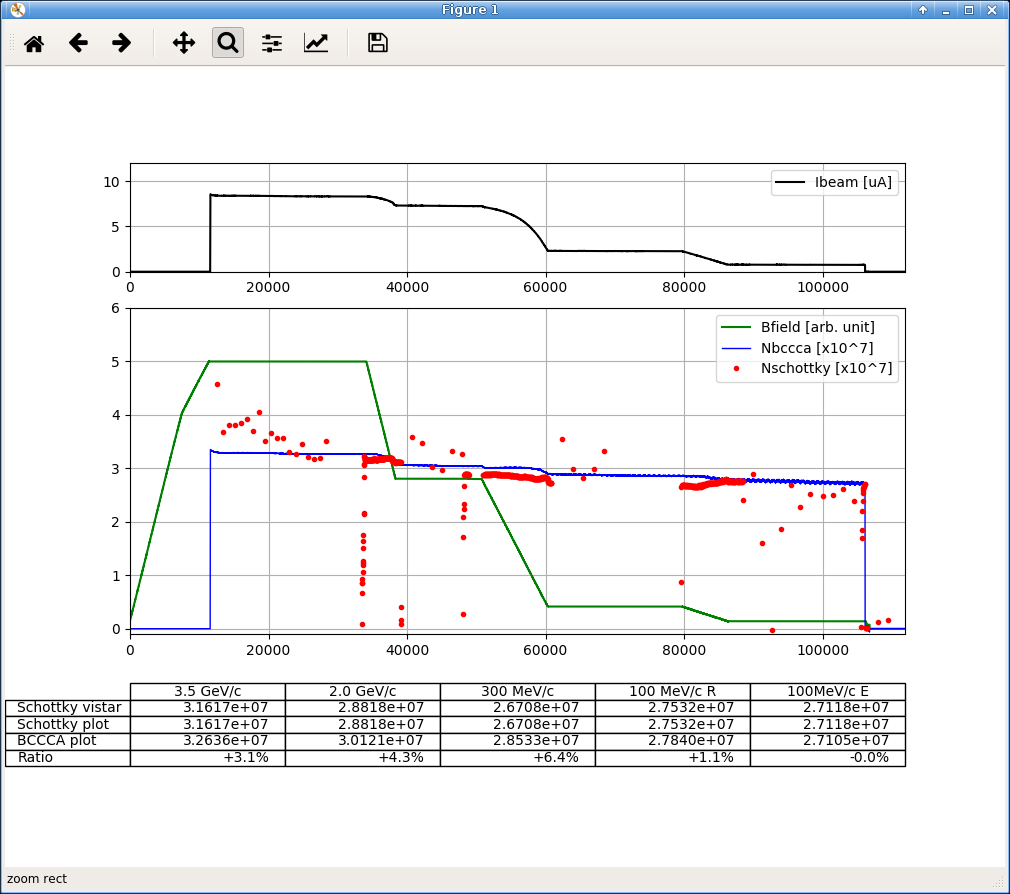 Figure 1
Ibeam [uA]
10
5
0
0 20000 40000 60000 80000 100000
Bfield [arb. unit]
Nbccca [x10^7]
Nschottky [x10^7]
6
5
4
3
2
1
0
0 20000 40000 60000 80000 100000
3.5 GeV/c 2.0 GeV/c 300 MeV/c 100 MeV/c R 100MeV/c E
Schottky vistar 3.1617e+07 2.8818e+07 2.6708e+07 2.7532e+07 2.7118e+07
Schottky plot 3.1617e+07 2.8818e+07 2.6708e+07 2.7532e+07 2.7118e+07
BCCCA plot 3.2636e+07 3.0121e+07 2.8533e+07 2.7840e+07 2.7105e+07
Ratio +3.1% +4.3% +6.4% +1.1% -0.0%
zoom rect